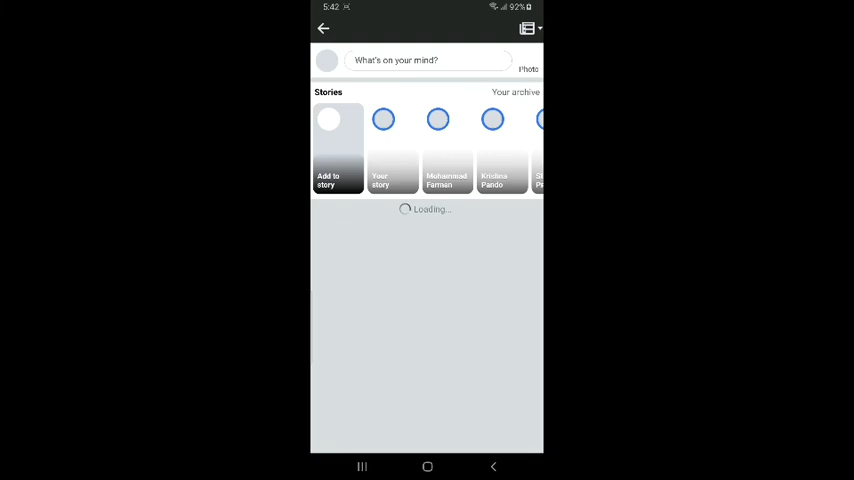 5:42
92%
What's on your mind?
Photo
Stories
Your archive
Add to
story
Your
story
Mohammad
Farman
Kristina
Pando
Loading...